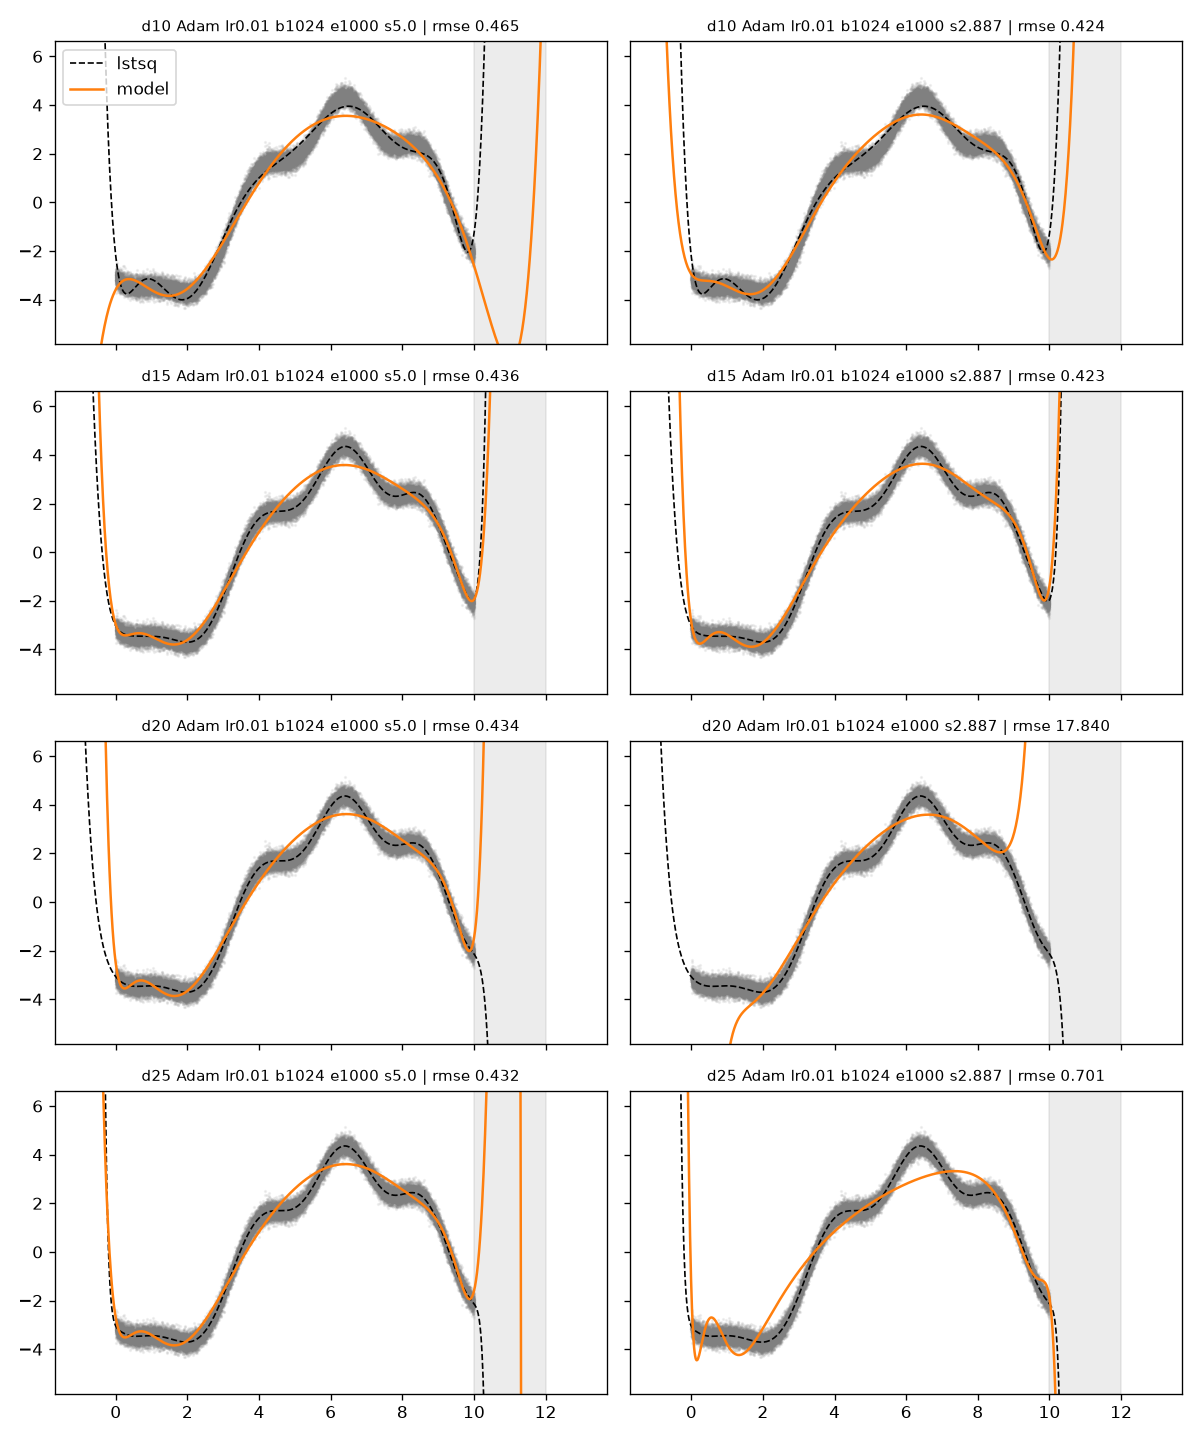 d10 Adam lr0.01 b1024 e1000 s5.0 | rmse 0.465
d10 Adam lr0.01 b1024 e1000 s2.887 | rmse 0.424
lstsq
model
6
4
2
0
−2
−4
d15 Adam lr0.01 b1024 e1000 s5.0 | rmse 0.436
d15 Adam lr0.01 b1024 e1000 s2.887 | rmse 0.423
6
4
2
0
−2
−4
d20 Adam lr0.01 b1024 e1000 s5.0 | rmse 0.434
d20 Adam lr0.01 b1024 e1000 s2.887 | rmse 17.840
6
4
2
0
−2
−4
d25 Adam lr0.01 b1024 e1000 s5.0 | rmse 0.432
d25 Adam lr0.01 b1024 e1000 s2.887 | rmse 0.701
6
4
2
0
−2
−4
0 2 4 6 8 10 12
0 2 4 6 8 10 12